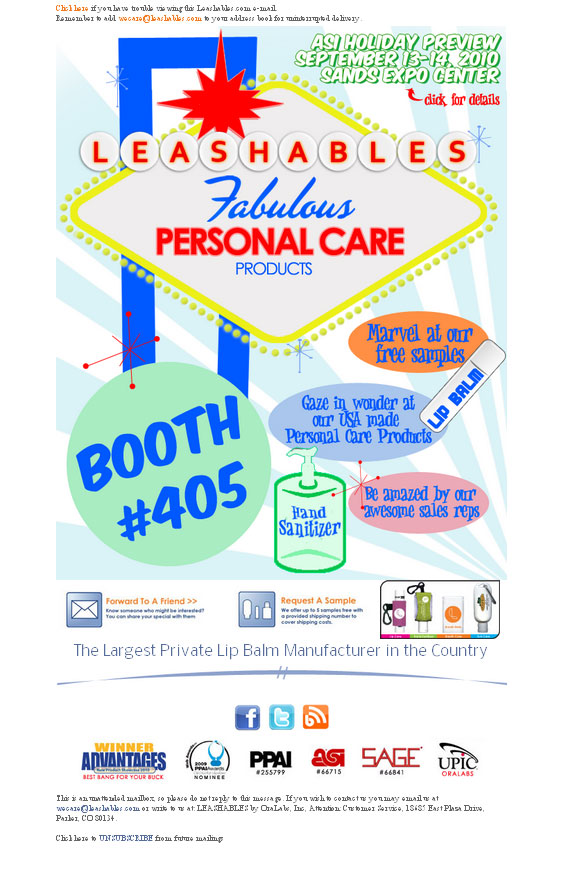 Click here if you have trouble viewing this Leashables.com e-mail.
Remember to add wecare@leashables.com to your address book for uninterrupted delivery.
ASI HOLIDAY PREVIEW
SEPTEMBER 13-14, 2010
SANDS EXPO CENTER
click for details
LEASHABLES
Fabulous
PERSONAL CARE
PRODUCTS
Marvel at our
free samples
LIP BALM
Gaze in wonder at
our USA made
Personal Care Products
BOOTH
#405
Hand
Sanitizer
Be amazed by our
awesome sales reps
Forward To A Friend >>
Know someone who might be interested?
You can share your special with them.
Request A Sample
We offer up to 5 samples free with
a provided shipping number to
cover shipping costs.
The Largest Private Lip Balm Manufacturer in the Country
WINNER
ADVANTAGES
BEST BANG FOR YOUR BUCK
2009
PPAI Awards
NOMINEE
PPAI
#255799
asi
#66715
SAGE
#66841
UPIC
ORALABS
This is an unattended mailbox, so please do not reply to this message. If you wish to contact us you may email us at
wecare@leashables.com or write to us at: LEASHABLES by OraLabs, Inc, Attention: Customer Service, 18685 East Plaza Drive,
Parker, CO 80134.
Click here to UNSUBSCRIBE from future mailings